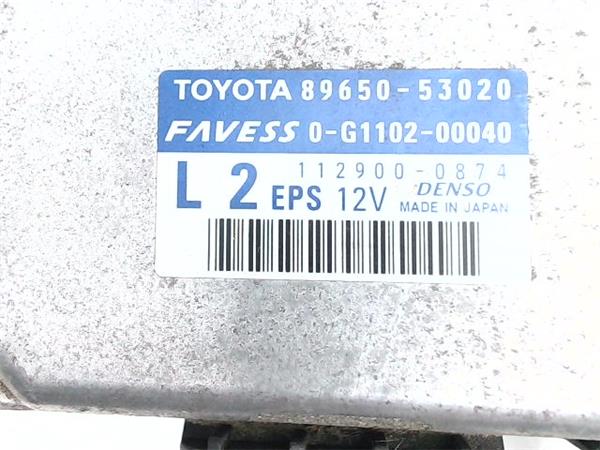 TOYOTA 89650-53020
FAVESS 0-G1102-00040
112900-0874
L 2 EPS 12V DENSO
MADE IN JAPAN